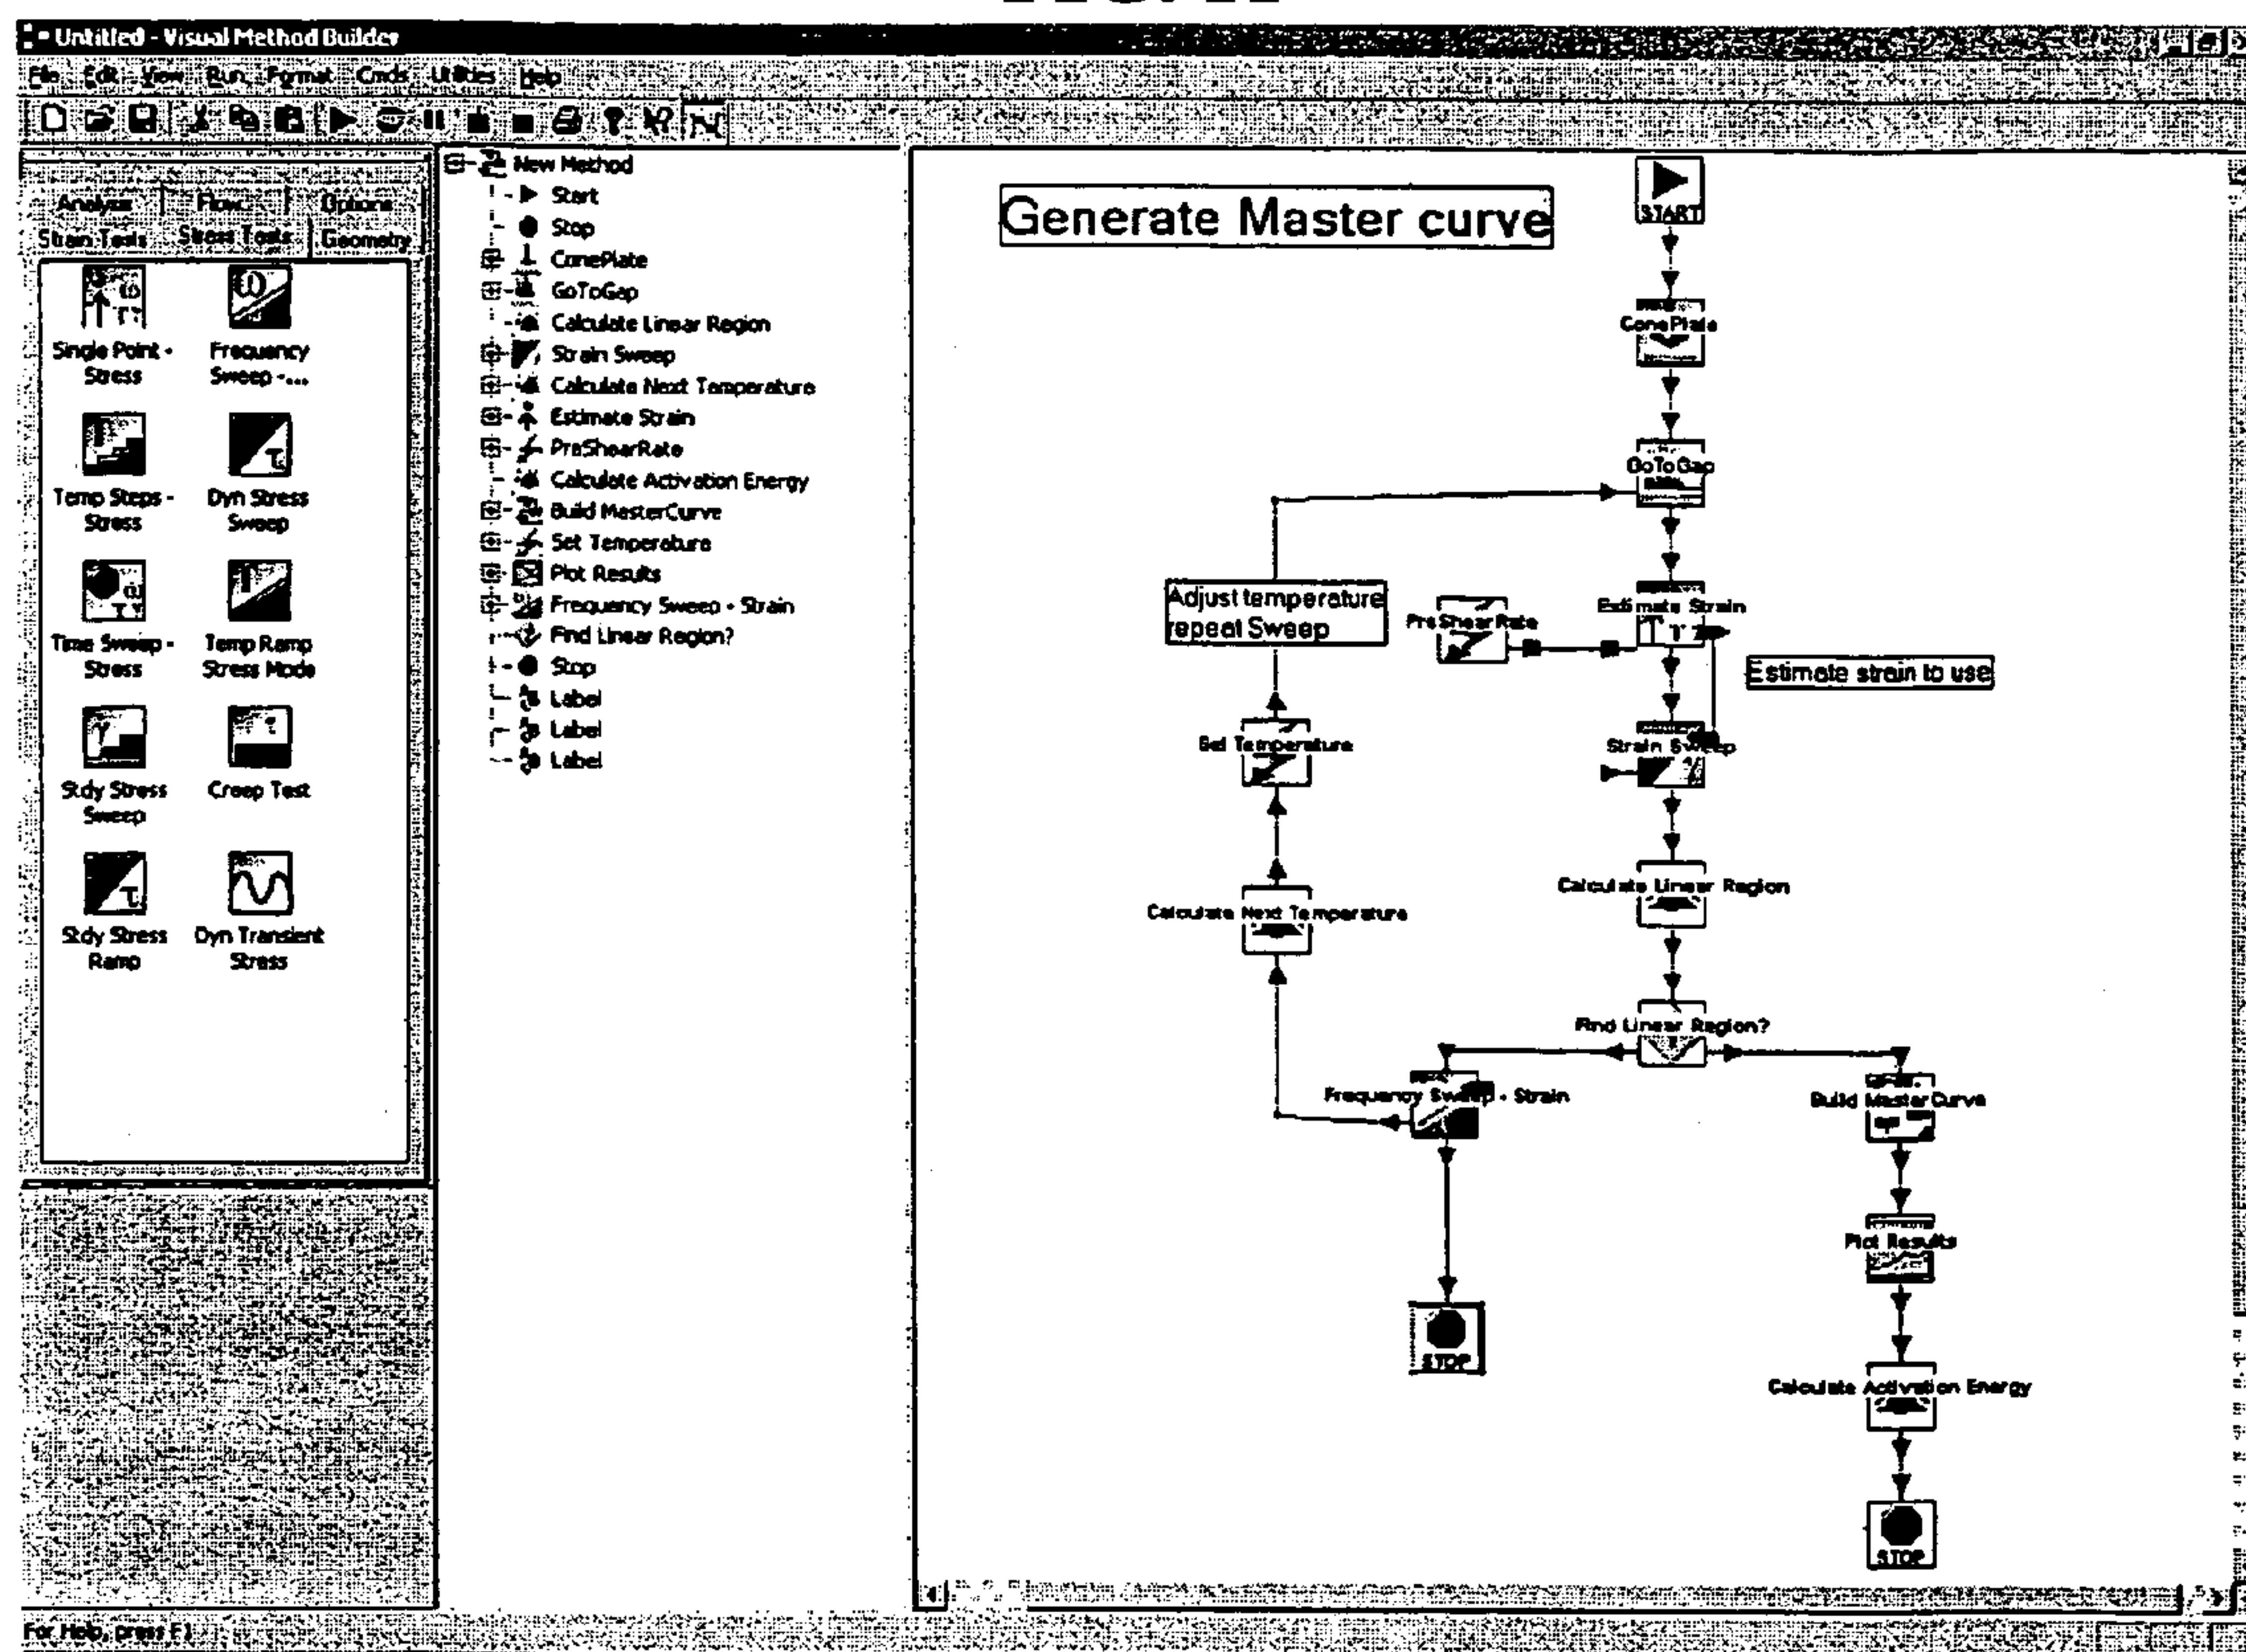 Untitled - Visual Method Builder
File Edit View Run Format Cmds Utilities Help
Analysis Flow Options
Strain Tests Stress Tests Geometry
Single Point - Stress
Frequency Sweep -...
Temp Steps - Stress
Dyn Stress Sweep
Time Sweep - Stress
Temp Ramp Stress Mode
Stdy Stress Sweep
Creep Test
Stdy Stress Ramp
Dyn Transient Stress
New Method
Start
Stop
ConePlate
GoToGap
Calculate Linear Region
Strain Sweep
Calculate Next Temperature
Estimate Strain
PreShearRate
Calculate Activation Energy
Build MasterCurve
Set Temperature
Plot Results
Frequency Sweep - Strain
Find Linear Region?
Stop
Label
Label
Label
Generate Master curve
START
ConePlate
GoToGap
Adjust temperature
repeat Sweep
PreShearRate
Estimate Strain
Estimate strain to use
Set Temperature
Strain Sweep
Calculate Linear Region
Calculate Next Temperature
Find Linear Region?
Frequency Sweep - Strain
Build MasterCurve
Plot Results
STOP
Calculate Activation Energy
STOP
For Help, press F1